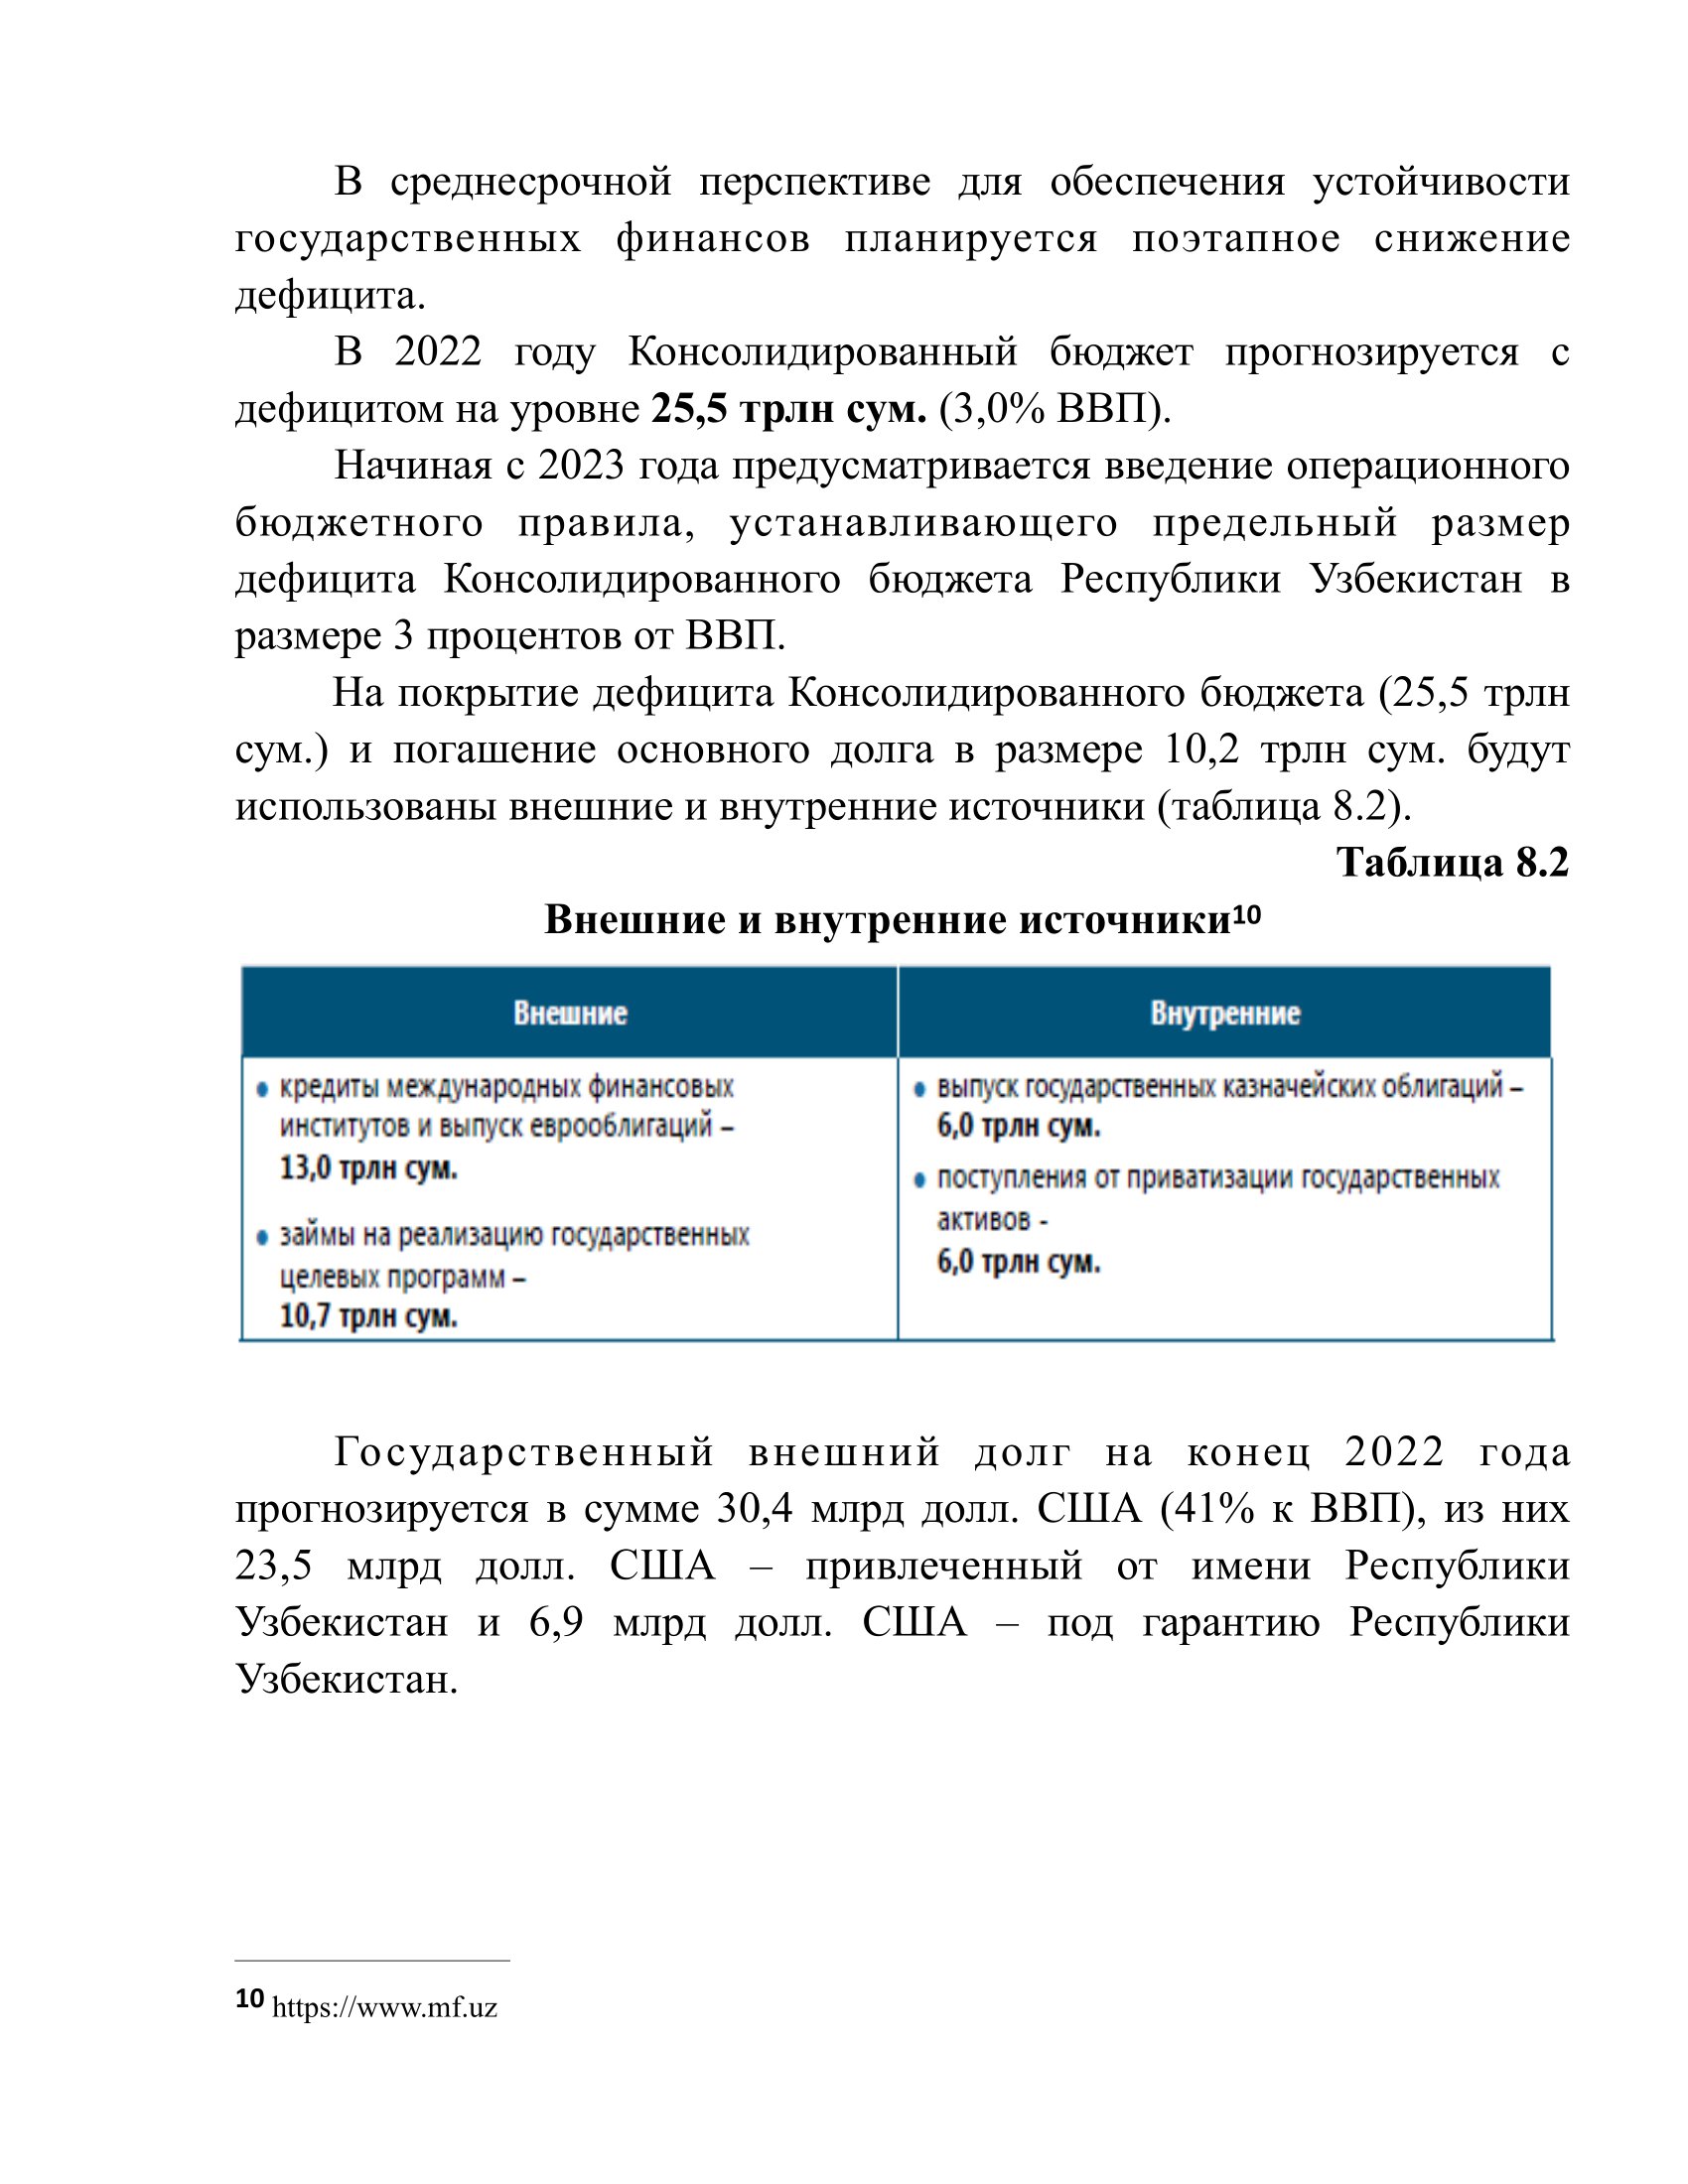 В среднесрочной перспективе для обеспечения устойчивости
государственных финансов планируется поэтапное снижение
дефицита.
В 2022 году Консолидированный бюджет прогнозируется с
дефицитом на уровне 25,5 трлн сум. (3,0% ВВП).
Начиная с 2023 года предусматривается введение операционного
бюджетного правила, устанавливающего предельный размер
дефицита Консолидированного бюджета Республики Узбекистан в
размере 3 процентов от ВВП.
На покрытие дефицита Консолидированного бюджета (25,5 трлн
сум.) и погашение основного долга в размере 10,2 трлн сум. будут
использованы внешние и внутренние источники (таблица 8.2).
Таблица 8.2
Внешние и внутренние источники10
Внешние
Внутренние
• кредиты международных финансовых
институтов и выпуск еврооблигаций –
13,0 трлн сум.
• займы на реализацию государственных
целевых программ –
10,7 трлн сум.
• выпуск государственных казначейских облигаций –
6,0 трлн сум.
• поступления от приватизации государственных
активов -
6,0 трлн сум.
Государственный внешний долг на конец 2022 года
прогнозируется в сумме 30,4 млрд долл. США (41% к ВВП), из них
23,5 млрд долл. США – привлеченный от имени Республики
Узбекистан и 6,9 млрд долл. США – под гарантию Республики
Узбекистан.
10 https://www.mf.uz